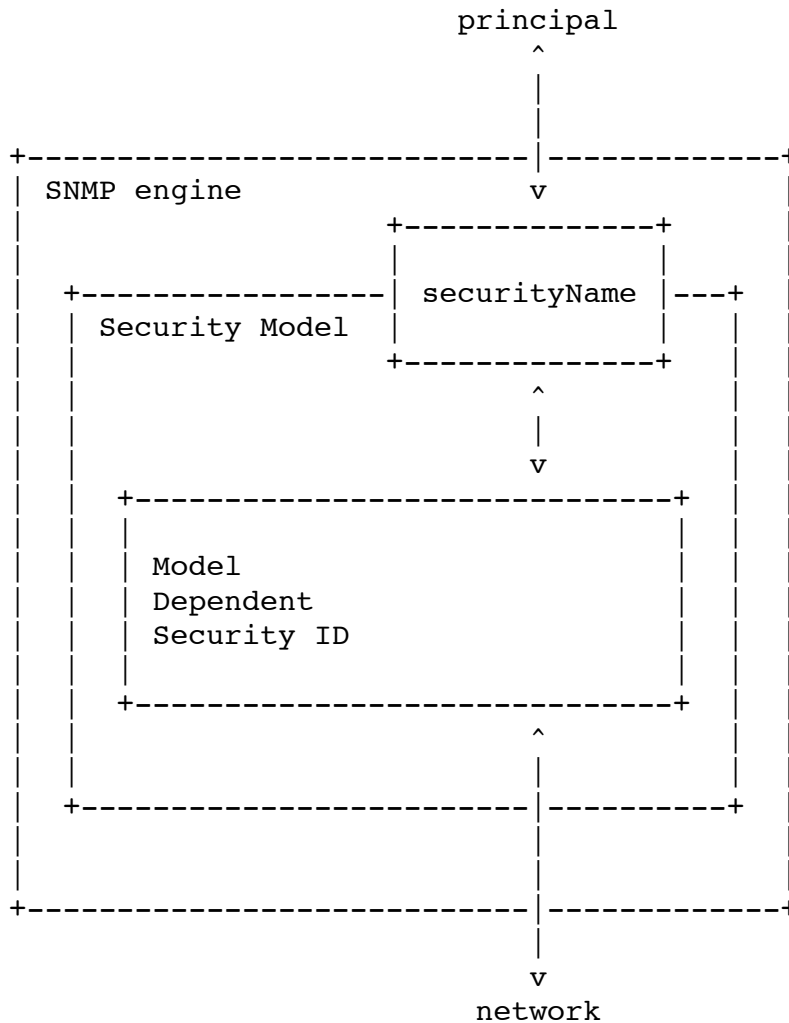 principal
SNMP engine
securityName
Security Model
Model
Dependent
Security ID
network